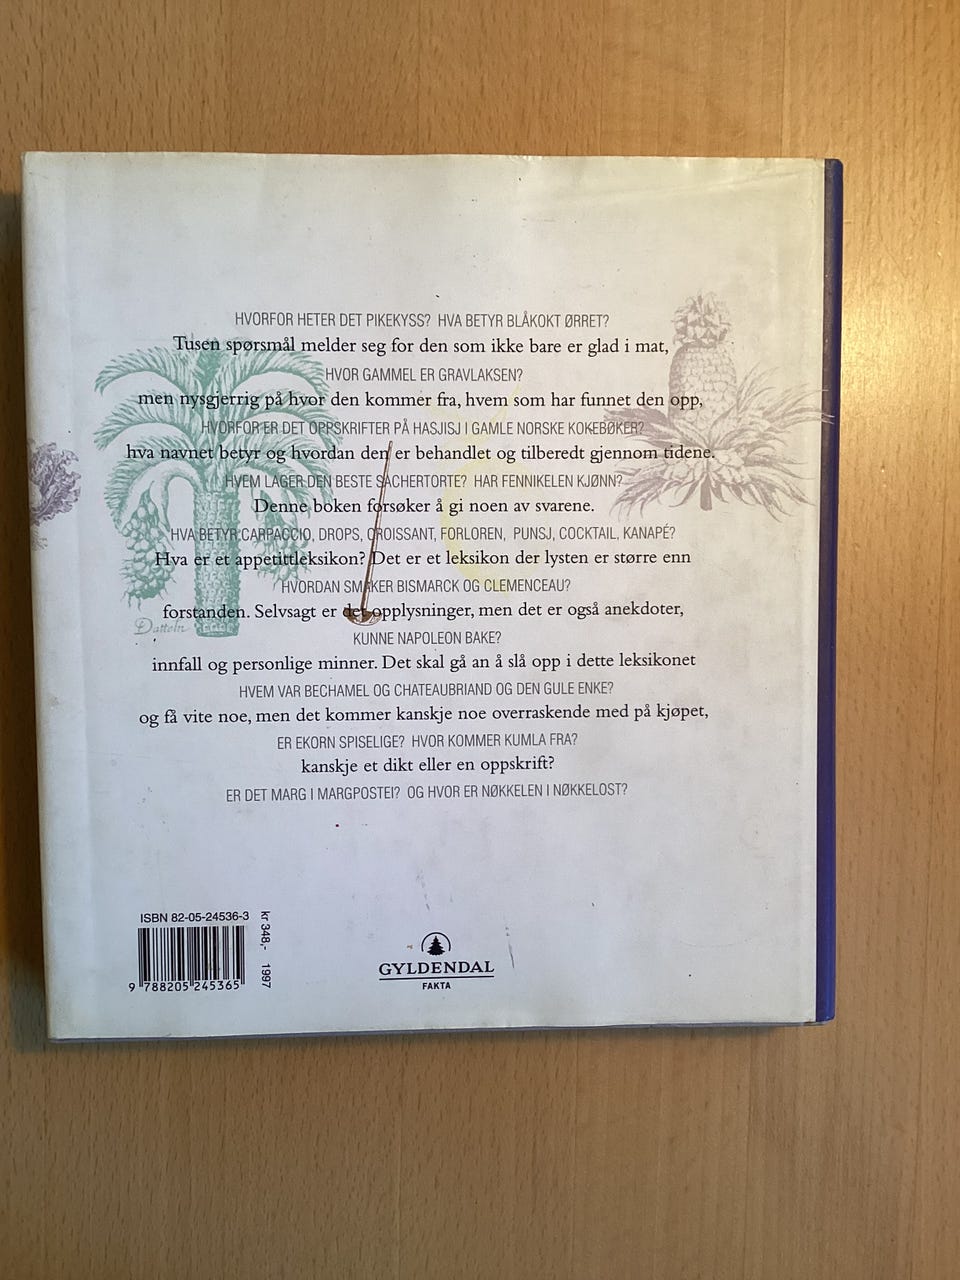 HVORFOR HETER DET PIKEKYSS? HVA BETYR BLÅKOKT ØRRET?
Tusen spørsmål melder seg for den som ikke bare er glad i mat,
HVOR GAMMEL ER GRAVLAKSEN?
men nysgjerrig på hvor den kommer fra, hvem som har funnet den opp,
HVORFOR ER DET OPPSKRIFTER PÅ HASJISJ I GAMLE NORSKE KOKEBØKER?
hva navnet betyr og hvordan den er behandlet og tilberedt gjennom tidene.
HVEM LAGER DEN BESTE SACHERTORTE? HAR FENNIKELEN KJØNN?
Denne boken forsøker å gi noen av svarene.
HVA BETYR CARPACCIO, DROPS, CROISSANT, FORLOREN, PUNSJ, COCKTAIL, KANAPÉ?
Hva er et appetittleksikon? Det er et leksikon der lysten er større enn
HVORDAN SMAKER BISMARCK OG CLEMENCEAU?
forstanden. Selvsagt er det opplysninger, men det er også anekdoter,
Datteln
KUNNE NAPOLEON BAKE?
innfall og personlige minner. Det skal gå an å slå opp i dette leksikonet
HVEM VAR BECHAMEL OG CHATEAUBRIAND OG DEN GULE ENKE?
og få vite noe, men det kommer kanskje noe overraskende med på kjøpet,
ER EKORN SPISELIGE? HVOR KOMMER KUMLA FRA?
kanskje et dikt eller en oppskrift?
ER DET MARG I MARGPOSTEI? OG HVOR ER NØKKELEN I NØKKELOST?
ISBN 82-05-24536-3
9 788205 245365
kr 348,- 1997
GYLDENDAL
FAKTA